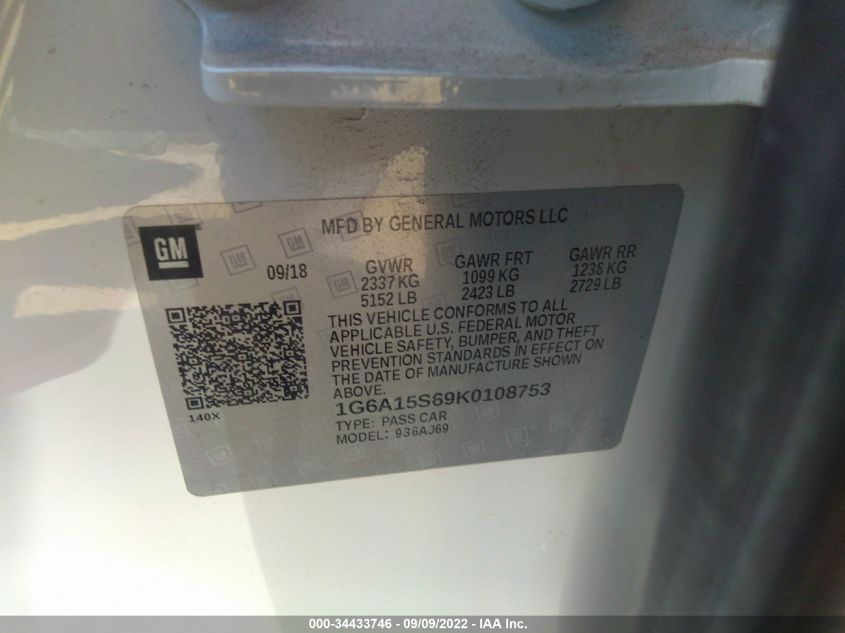 GM
MFD BY GENERAL MOTORS LLC
09/18
GVWR
2337 KG
5152 LB
GAWR FRT
1099 KG
2423 LB
GAWR RR
1238 KG
2729 LB
THIS VEHICLE CONFORMS TO ALL
APPLICABLE U.S. FEDERAL MOTOR
VEHICLE SAFETY, BUMPER, AND THEFT
PREVENTION STANDARDS IN EFFECT ON
THE DATE OF MANUFACTURE SHOWN
ABOVE.
140X
1G6A15S69K0108753
TYPE: PASS CAR
MODEL: 936AJ69
000-34433746 - 09/09/2022 - IAA Inc.